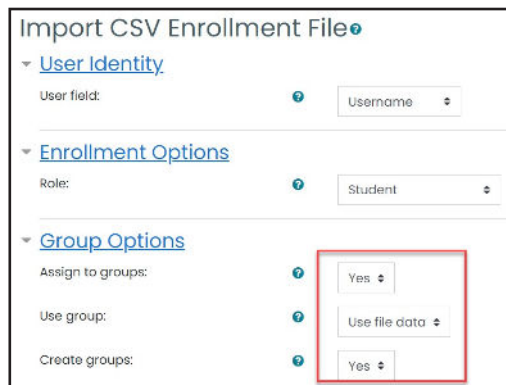 Import CSV Enrollment File
User Identity
User field: Username
Enrollment Options
Role: Student
Group Options
Assign to groups: Yes
Use group: Use file data
Create groups: Yes